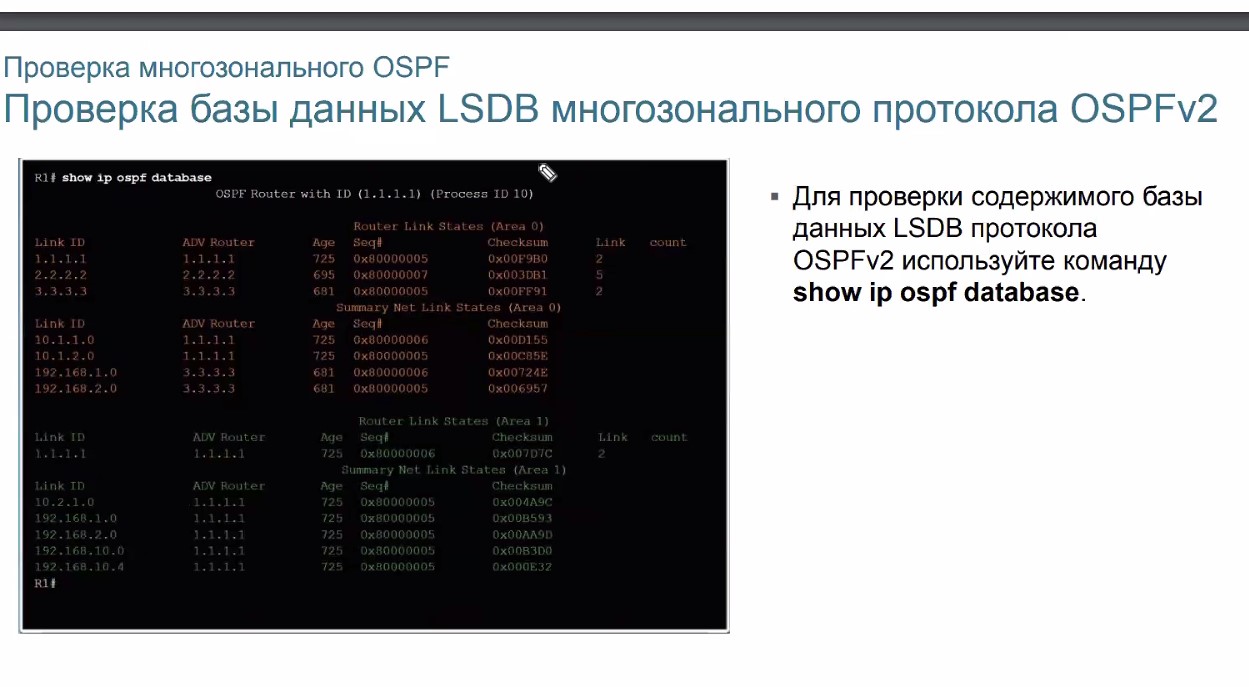 Проверка многозонального OSPF
Проверка базы данных LSDB многозонального протокола OSPFv2
R1# show ip ospf database
OSPF Router with ID (1.1.1.1) (Process ID 10)
Router Link States (Area 0)
Link ID ADV Router Age Seq# Checksum Link count
1.1.1.1 1.1.1.1 725 0x80000005 0x00F9B0 2
2.2.2.2 2.2.2.2 695 0x80000007 0x003DB1 5
3.3.3.3 3.3.3.3 681 0x80000005 0x00FF91 2
Summary Net Link States (Area 0)
Link ID ADV Router Age Seq# Checksum
10.1.1.0 1.1.1.1 725 0x80000006 0x00D155
10.1.2.0 1.1.1.1 725 0x80000005 0x00C85E
192.168.1.0 3.3.3.3 681 0x80000006 0x00724E
192.168.2.0 3.3.3.3 681 0x80000005 0x006957
Router Link States (Area 1)
Link ID ADV Router Age Seq# Checksum Link count
1.1.1.1 1.1.1.1 725 0x80000006 0x007D7C 2
Summary Net Link States (Area 1)
Link ID ADV Router Age Seq# Checksum
10.2.1.0 1.1.1.1 725 0x80000005 0x004A9C
192.168.1.0 1.1.1.1 725 0x80000005 0x00B593
192.168.2.0 1.1.1.1 725 0x80000005 0x00AA9D
192.168.10.0 1.1.1.1 725 0x80000005 0x00B3D0
192.168.10.4 1.1.1.1 725 0x80000005 0x000E32
R1#
▪ Для проверки содержимого базы
данных LSDB протокола
OSPFv2 используйте команду
show ip ospf database.